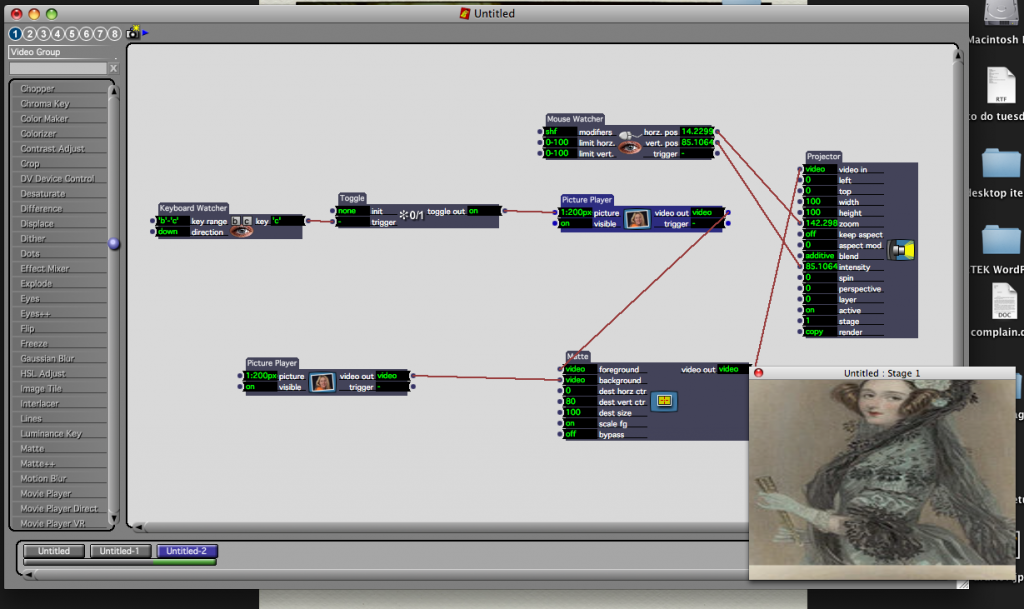 Untitled
1 2 3 4 5 6 7 8
Video Group
X
Chopper
Chroma Key
Color Maker
Colorizer
Contrast Adjust
Crop
DV Device Control
Desaturate
Difference
Displace
Dither
Dots
Effect Mixer
Explode
Eyes
Eyes++
Flip
Freeze
Gaussian Blur
HSL Adjust
Image Tile
Interlacer
Lines
Luminance Key
Matte
Matte++
Motion Blur
Movie Player
Movie Player Direct
Movie Player VR
Keyboard Watcher
'b'-'c' key range b c key 'c'
down direction
Toggle
none init 0/1 toggle out on
- trigger
Mouse Watcher
shf modifiers horz. pos 14.2299
0-100 limit horz. vert. pos 85.1064
0-100 limit vert. trigger -
Picture Player
1:200px picture video out video
on visible trigger -
Projector
video video in
0 left
0 top
100 width
100 height
142.298 zoom
off keep aspect
0 aspect mod
additive blend
85.1064 intensity
0 spin
0 perspective
0 layer
on active
1 stage
copy render
Picture Player
1:200px picture video out video
on visible trigger -
Matte
video foreground video out video
video background
0 dest horz ctr
80 dest vert ctr
100 dest size
on scale fg
off bypass
Untitled : Stage 1
Untitled Untitled-1 Untitled-2
Macintosh
RTF
o do tuesd
desktop ite
TEK WordP
DOC
complain.d